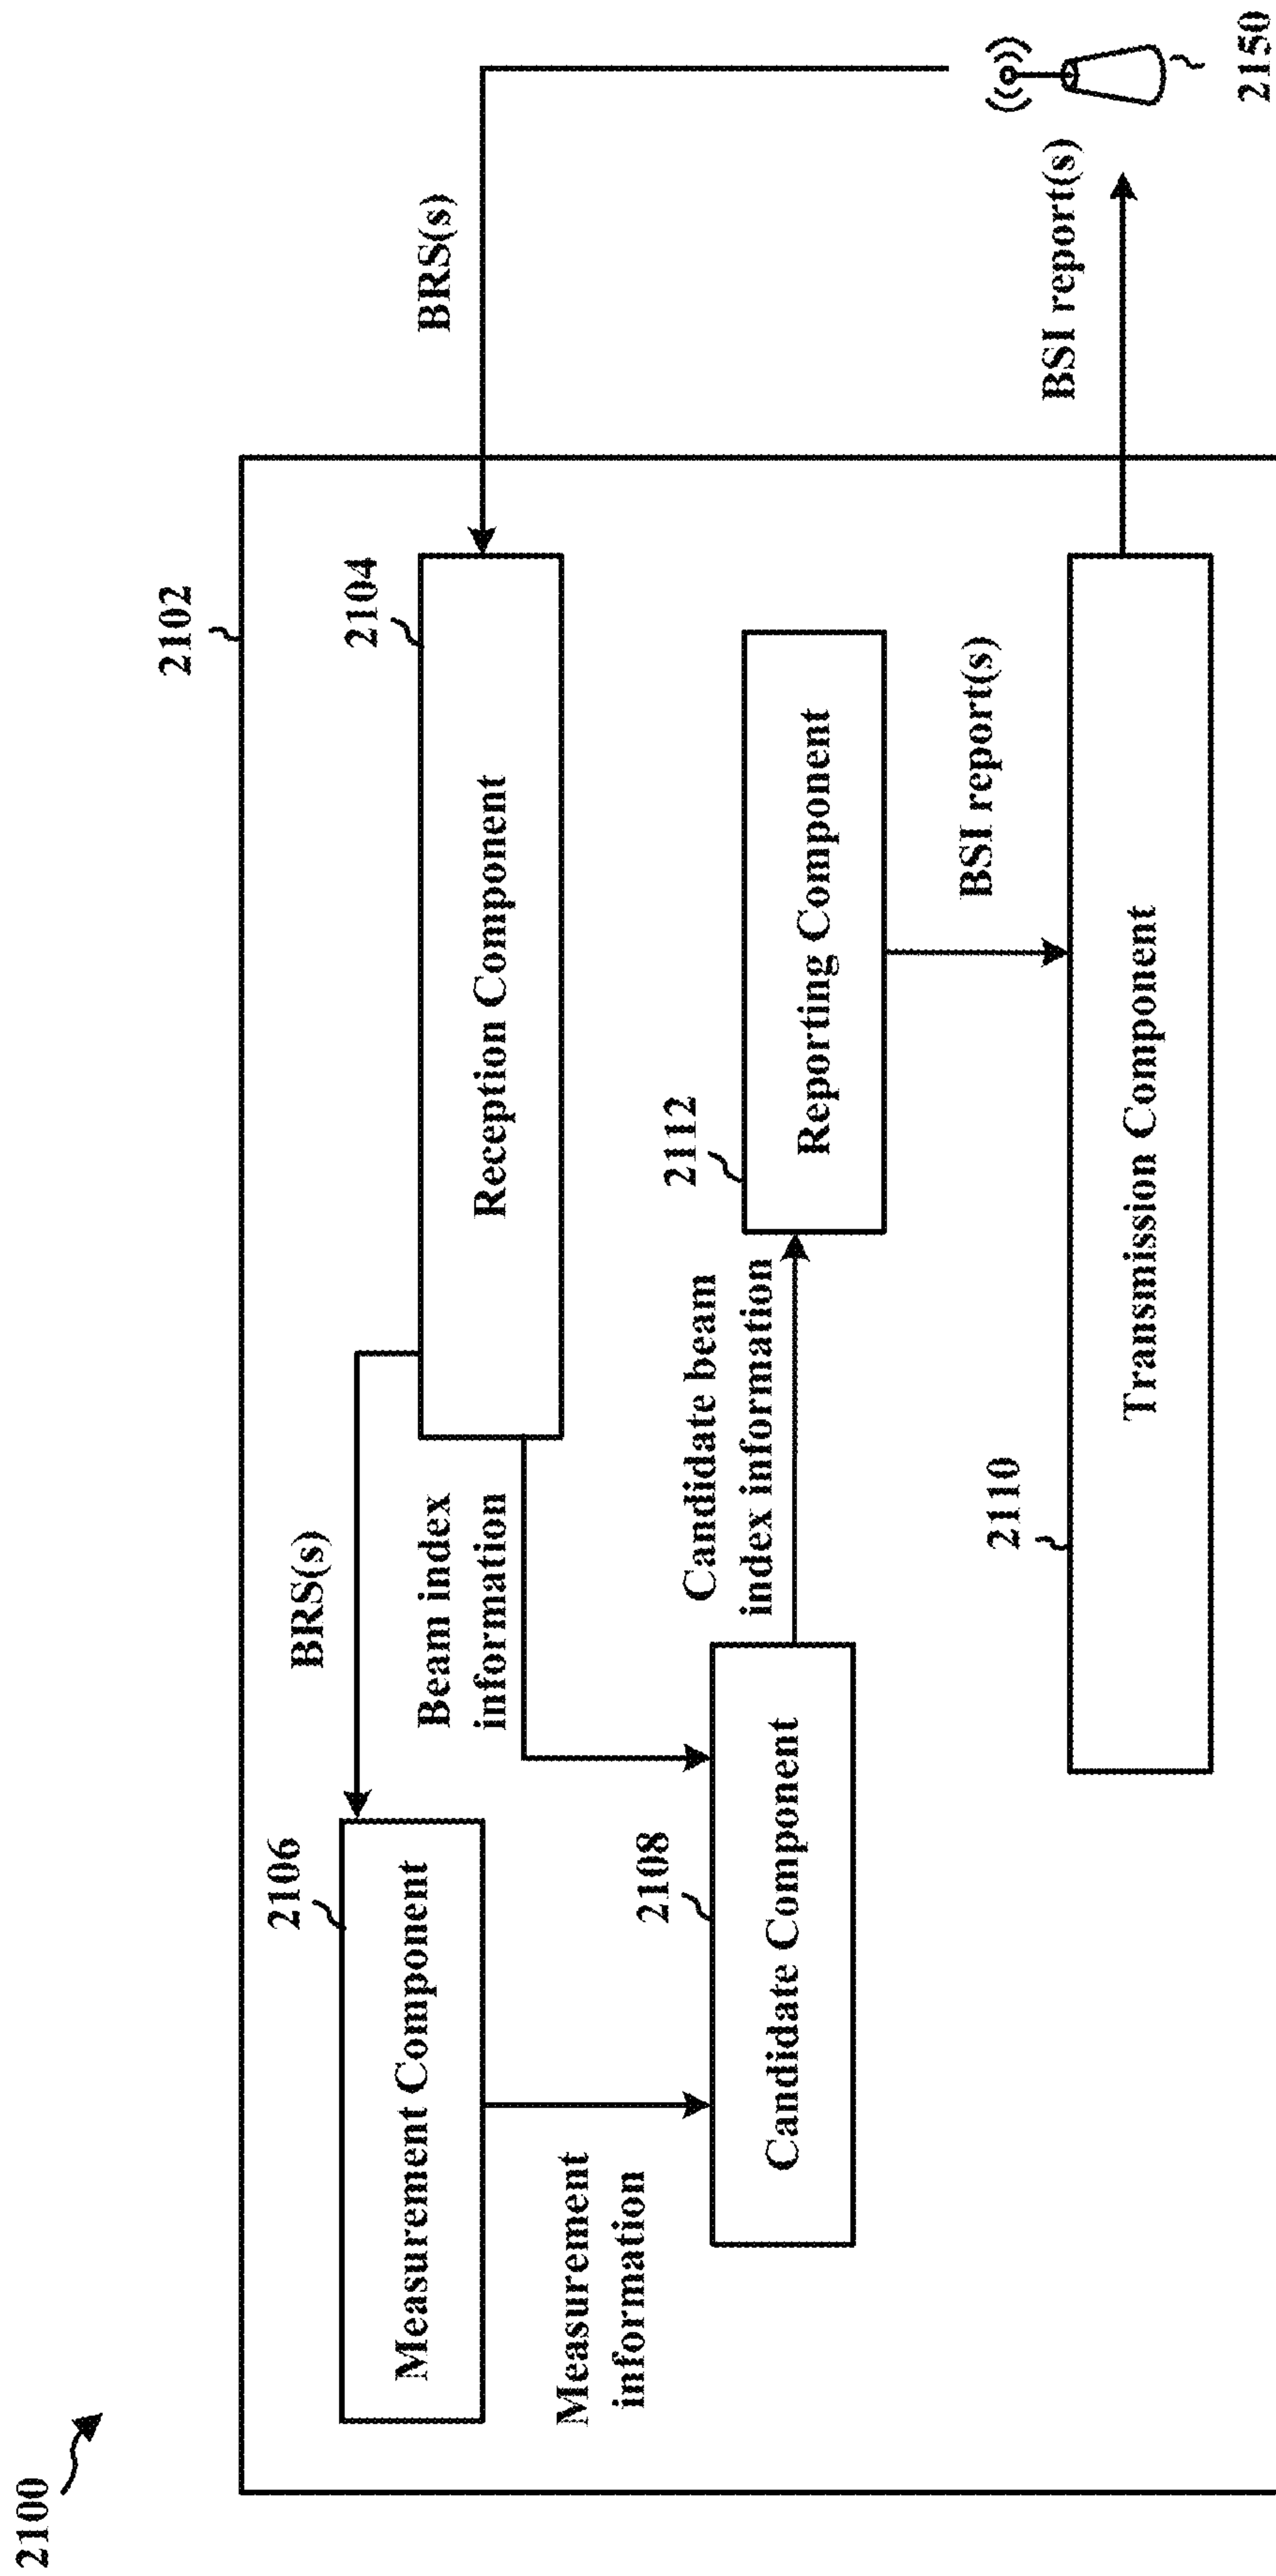 2100
2102
2106
Measurement Component
BRS(s)
2104
Reception Component
BRS(s)
Beam index
information
Measurement
information
2108
Candidate Component
Candidate beam
index information
2112
Reporting Component
BSI report(s)
2110
Transmission Component
BSI report(s)
2150